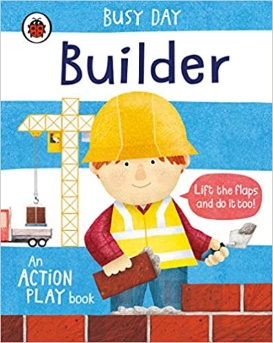 BUSY DAY
Builder
Lift the flaps
and do it too!
An
ACTION
PLAY book